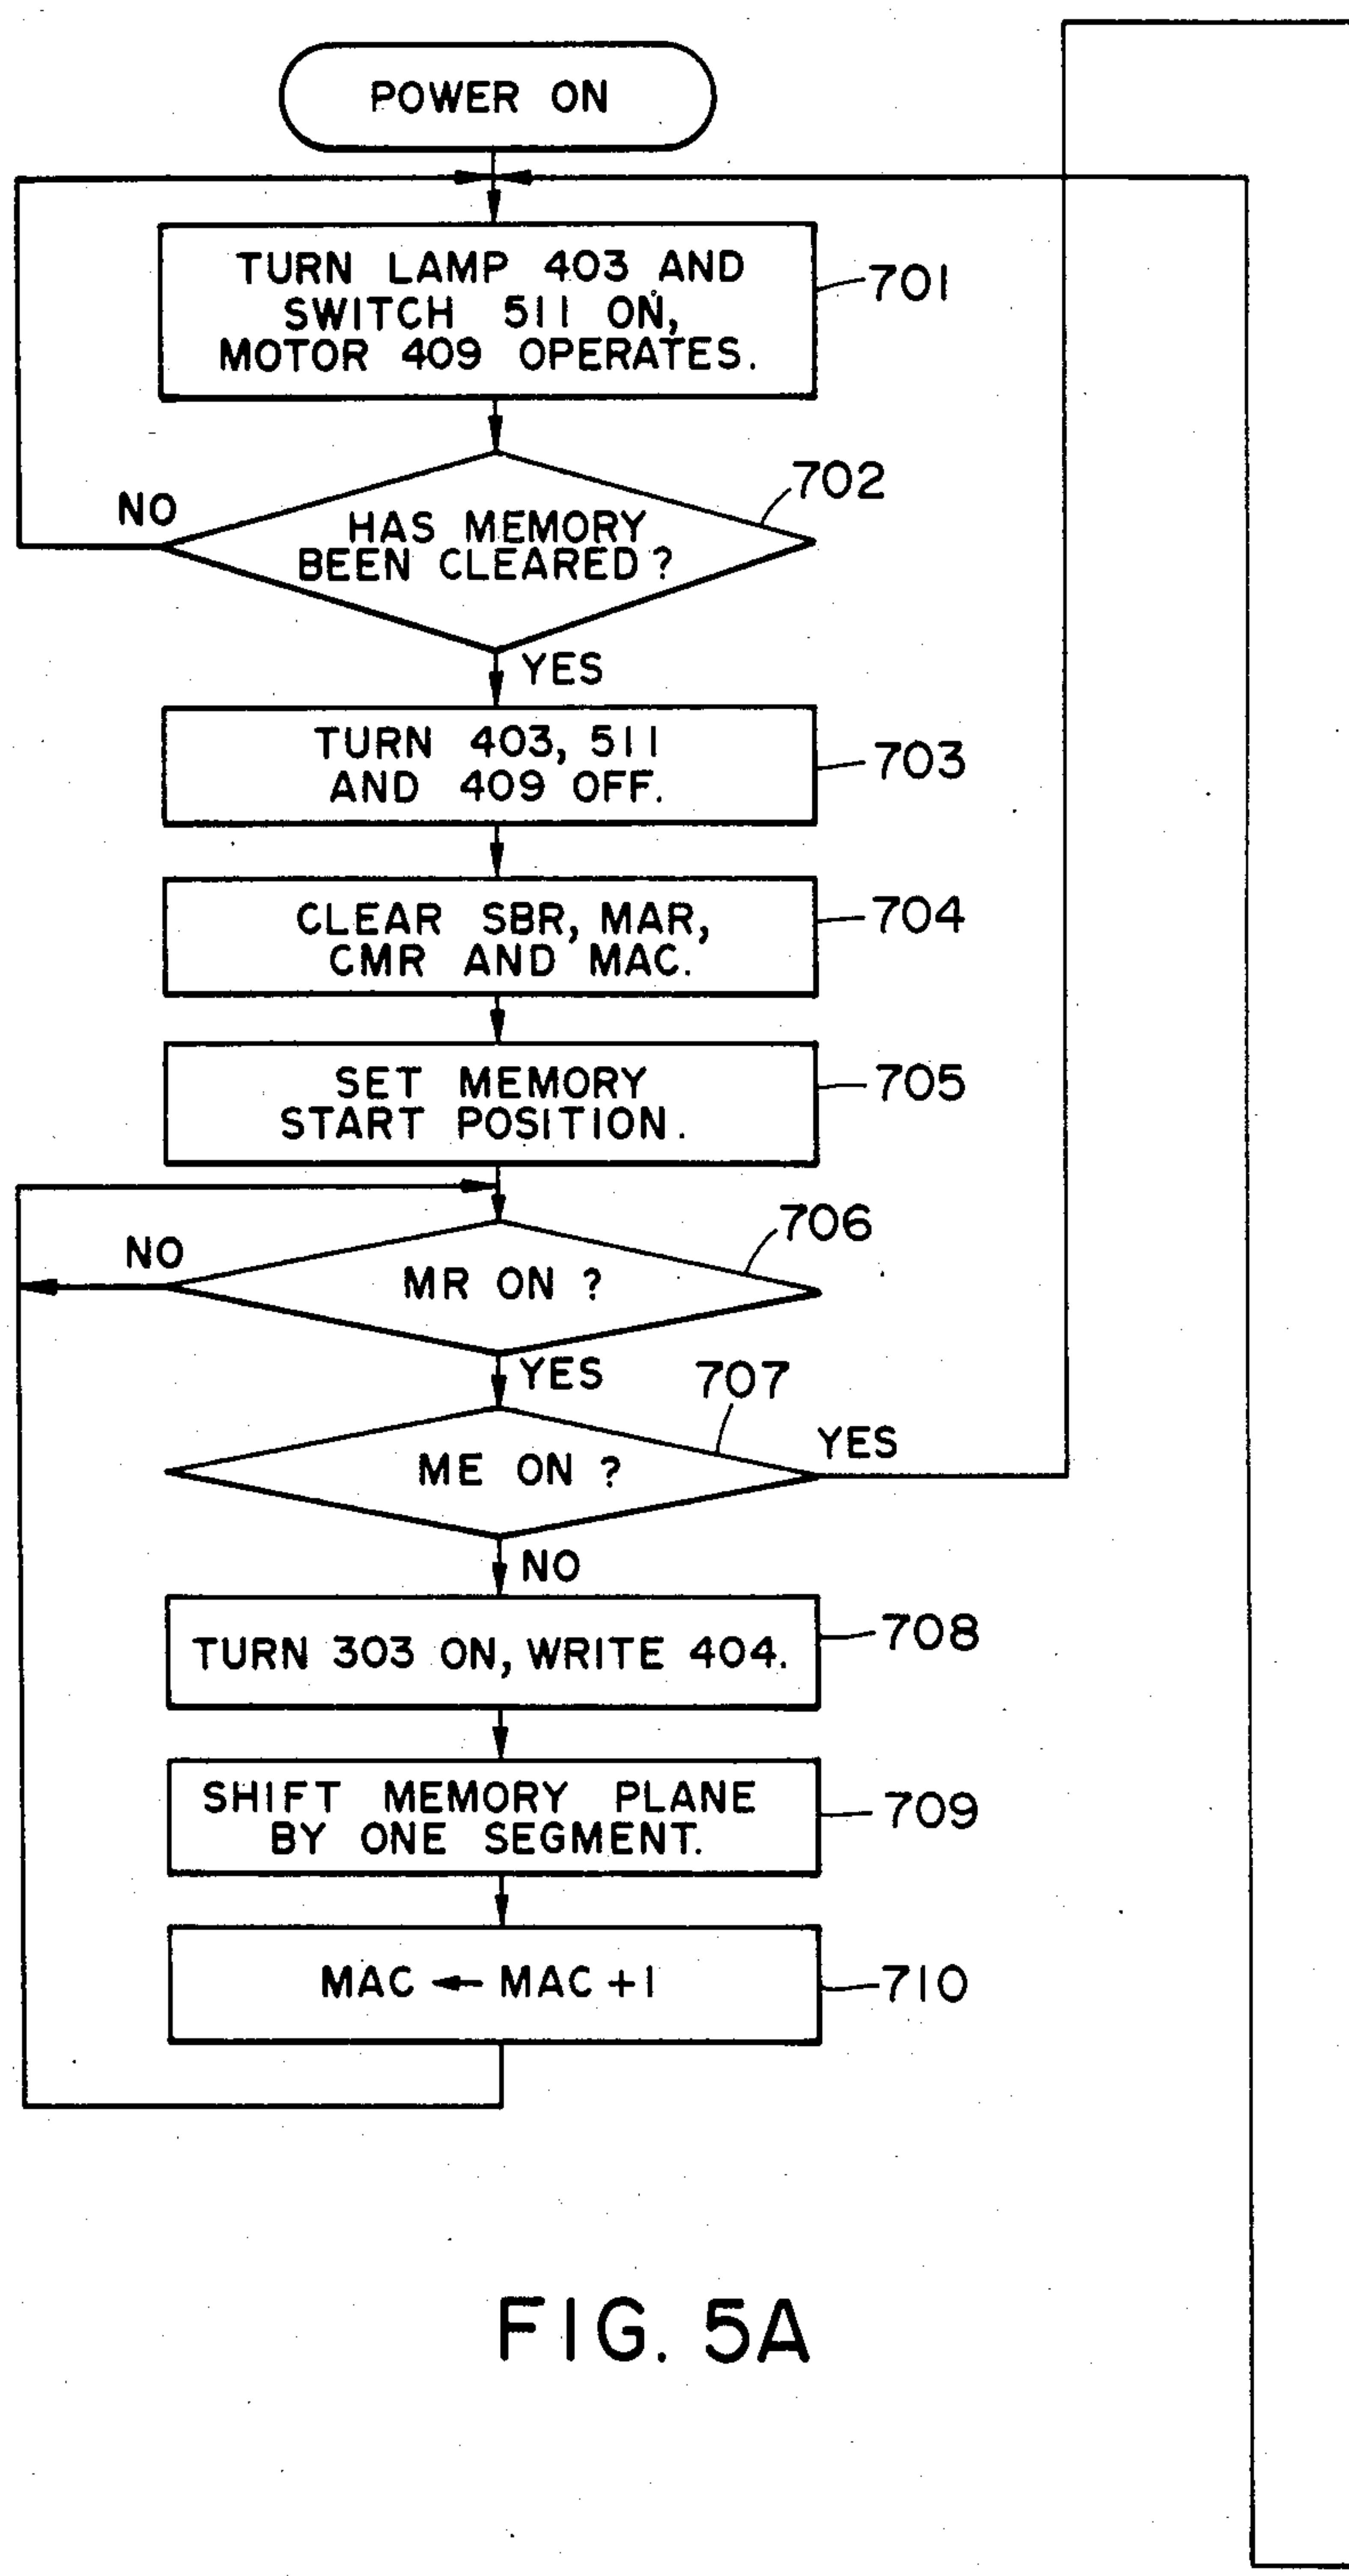 POWER ON
TURN LAMP 403 AND
SWITCH 511 ON,
MOTOR 409 OPERATES.
701
702
NO
HAS MEMORY
BEEN CLEARED?
YES
TURN 403, 511
AND 409 OFF.
703
CLEAR SBR, MAR,
CMR AND MAC.
704
SET MEMORY
START POSITION.
705
706
NO
MR ON ?
YES
707
YES
ME ON ?
NO
TURN 303 ON, WRITE 404.
708
SHIFT MEMORY PLANE
BY ONE SEGMENT.
709
MAC ← MAC +1
710
FIG. 5A